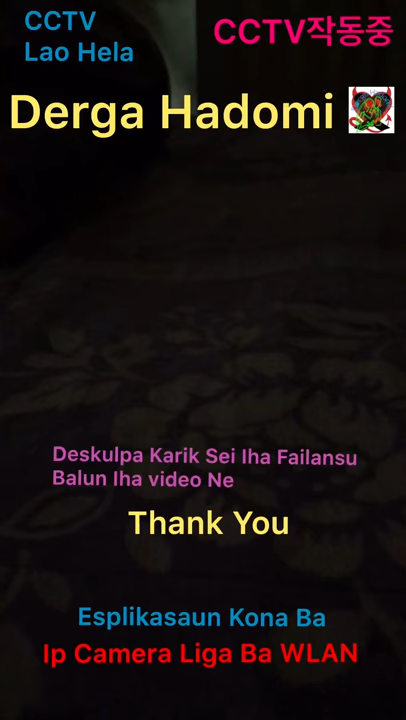 CCTV
Lao Hela
CCTV작동중
Derga Hadomi
Deskulpa Karik Sei Iha Failansu
Balun Iha video Ne
Thank You
Esplikasaun Kona Ba
Ip Camera Liga Ba WLAN